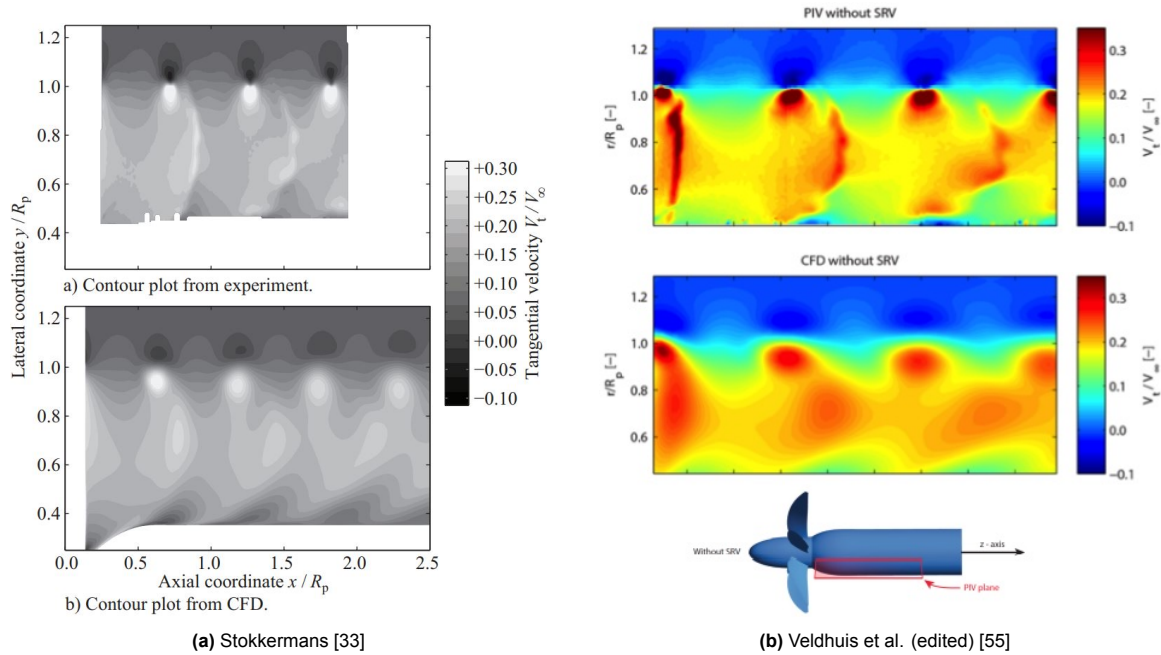 1.2
1.0
0.8
0.6
0.4
a) Contour plot from experiment.
Lateral coordinate y / Rp
+0.30
+0.25
+0.20
+0.15
+0.10
+0.05
+0.00
−0.05
−0.10
Tangential velocity Vt / V∞
1.2
1.0
0.8
0.6
0.4
0.0 0.5 1.0 1.5 2.0 2.5
Axial coordinate x / Rp
b) Contour plot from CFD.
(a) Stokkermans [33]
PIV without SRV
1.2
1.0
0.8
0.6
r/Rp [−]
0.3
0.2
0.1
0.0
−0.1
Vt / V∞ [−]
CFD without SRV
1.2
1.0
0.8
0.6
r/Rp [−]
0.3
0.2
0.1
0.0
−0.1
Vt / V∞ [−]
Without SRV
z - axis
PIV plane
(b) Veldhuis et al. (edited) [55]